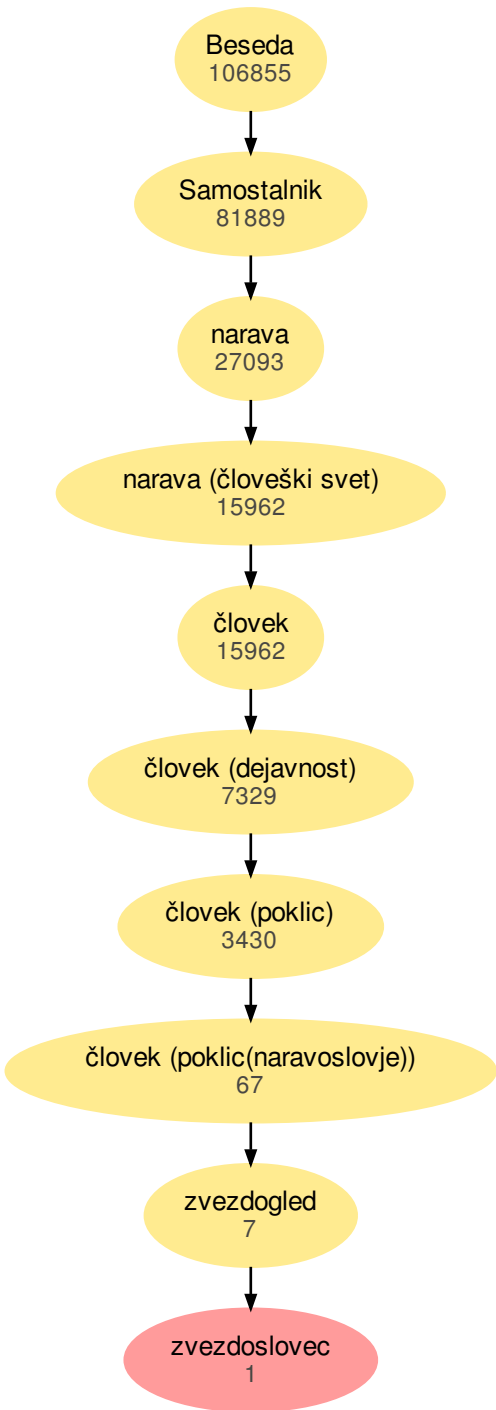 Beseda
106855
Samostalnik
81889
narava
27093
narava (človeški svet)
15962
človek
15962
človek (dejavnost)
7329
človek (poklic)
3430
človek (poklic(naravoslovje))
67
zvezdogled
7
zvezdoslovec
1